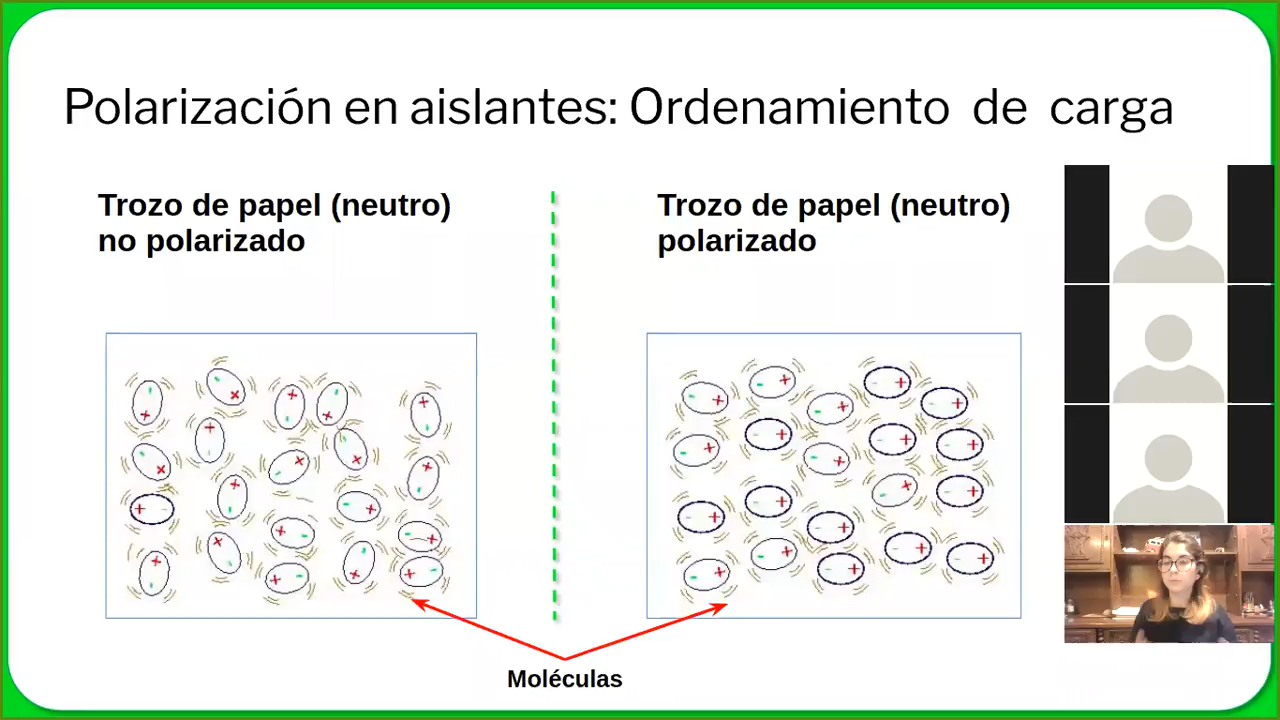 Polarización en aislantes: Ordenamiento de carga
Trozo de papel (neutro)
no polarizado
Trozo de papel (neutro)
polarizado
Moléculas